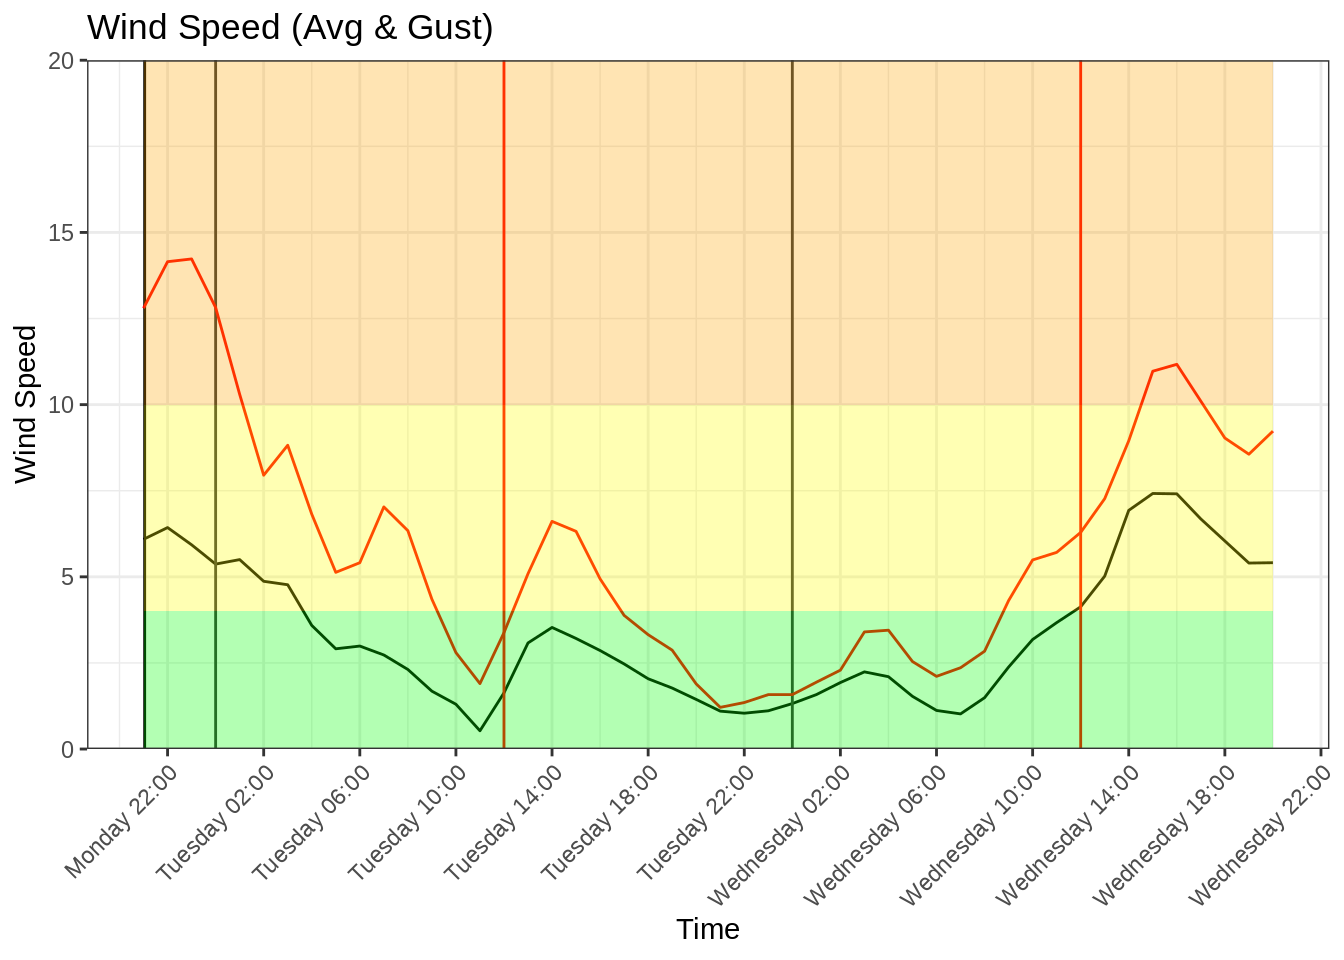 Wind Speed (Avg & Gust)
20
15
10
5
0
Wind Speed
Monday 22:00
Tuesday 02:00
Tuesday 06:00
Tuesday 10:00
Tuesday 14:00
Tuesday 18:00
Tuesday 22:00
Wednesday 02:00
Wednesday 06:00
Wednesday 10:00
Wednesday 14:00
Wednesday 18:00
Wednesday 22:00
Time